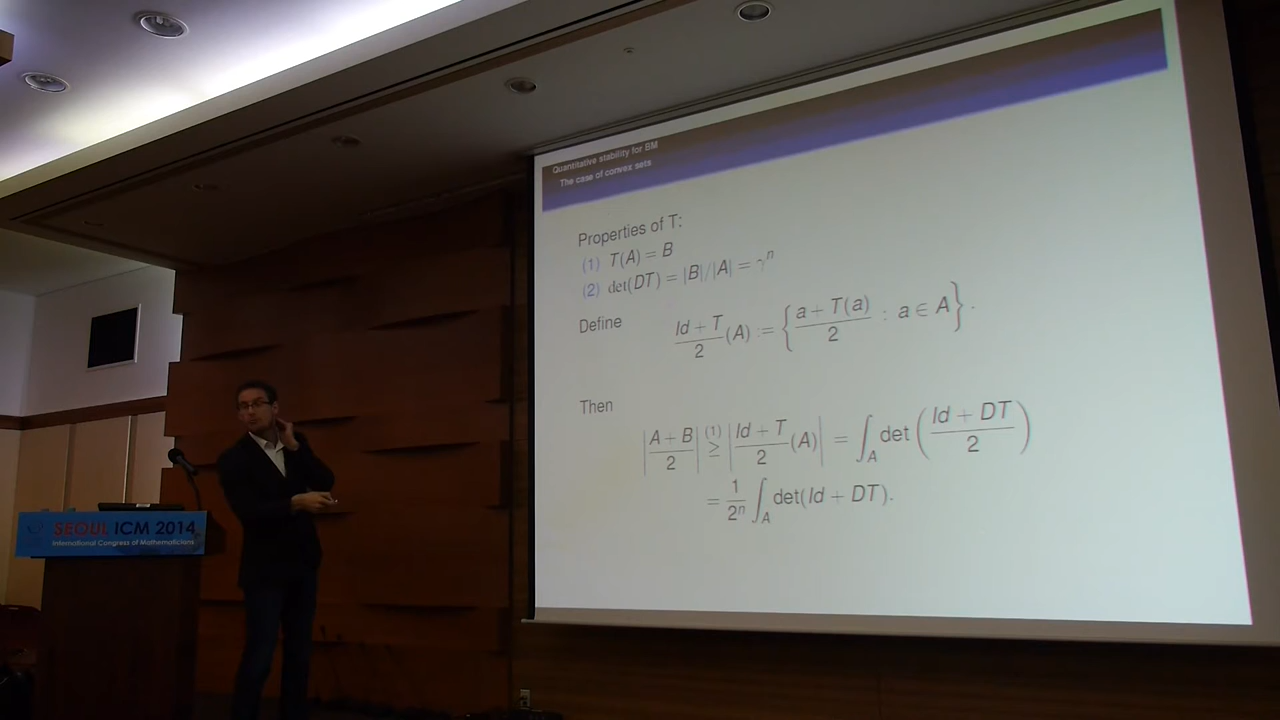 Quantitative stability for BM
The case of convex sets
Properties of T:
(1) T(A) = B
(2) det(DT) = |B|/|A| = γⁿ
Define
(Id + T)/2 (A) := { (a + T(a))/2 : a ∈ A }.
Then
|(A + B)/2| ≥⁽¹⁾ |(Id + T)/2 (A)| = ∫_A det( (Id + DT)/2 )
= 1/2ⁿ ∫_A det(Id + DT).
SEOUL ICM 2014
International Congress of Mathematicians